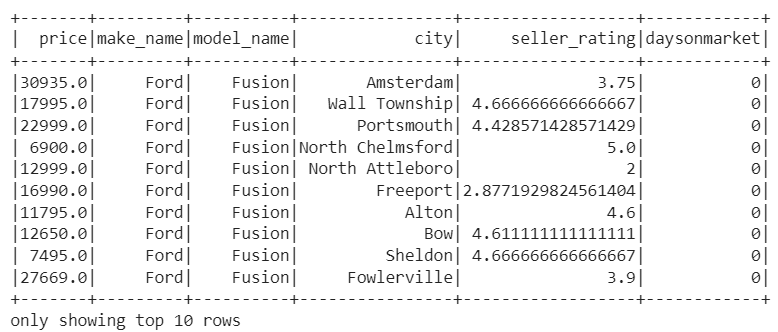 +-------+---------+----------+----------------+------------------+------------+
|  price|make_name|model_name|            city|     seller_rating|daysonmarket|
+-------+---------+----------+----------------+------------------+------------+
|30935.0|     Ford|    Fusion|       Amsterdam|              3.75|           0|
|17995.0|     Ford|    Fusion|   Wall Township| 4.666666666666667|           0|
|22999.0|     Ford|    Fusion|      Portsmouth| 4.428571428571429|           0|
| 6900.0|     Ford|    Fusion|North Chelmsford|               5.0|           0|
|12999.0|     Ford|    Fusion| North Attleboro|                 2|           0|
|16990.0|     Ford|    Fusion|        Freeport|2.8771929824561404|           0|
|11795.0|     Ford|    Fusion|           Alton|               4.6|           0|
|12650.0|     Ford|    Fusion|             Bow| 4.611111111111111|           0|
| 7495.0|     Ford|    Fusion|         Sheldon| 4.666666666666667|           0|
|27669.0|     Ford|    Fusion|     Fowlerville|               3.9|           0|
+-------+---------+----------+----------------+------------------+------------+
only showing top 10 rows